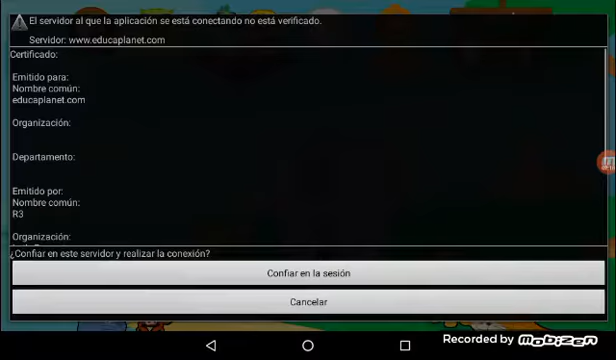 El servidor al que la aplicación se está conectando no está verificado.
Servidor: www.educaplanet.com
Certificado:
Emitido para:
Nombre común:
educaplanet.com
Organización:
Departamento:
Emitido por:
Nombre común:
R3
Organización:
¿Confiar en este servidor y realizar la conexión?
Confiar en la sesión
Cancelar
Recorded by mobizen